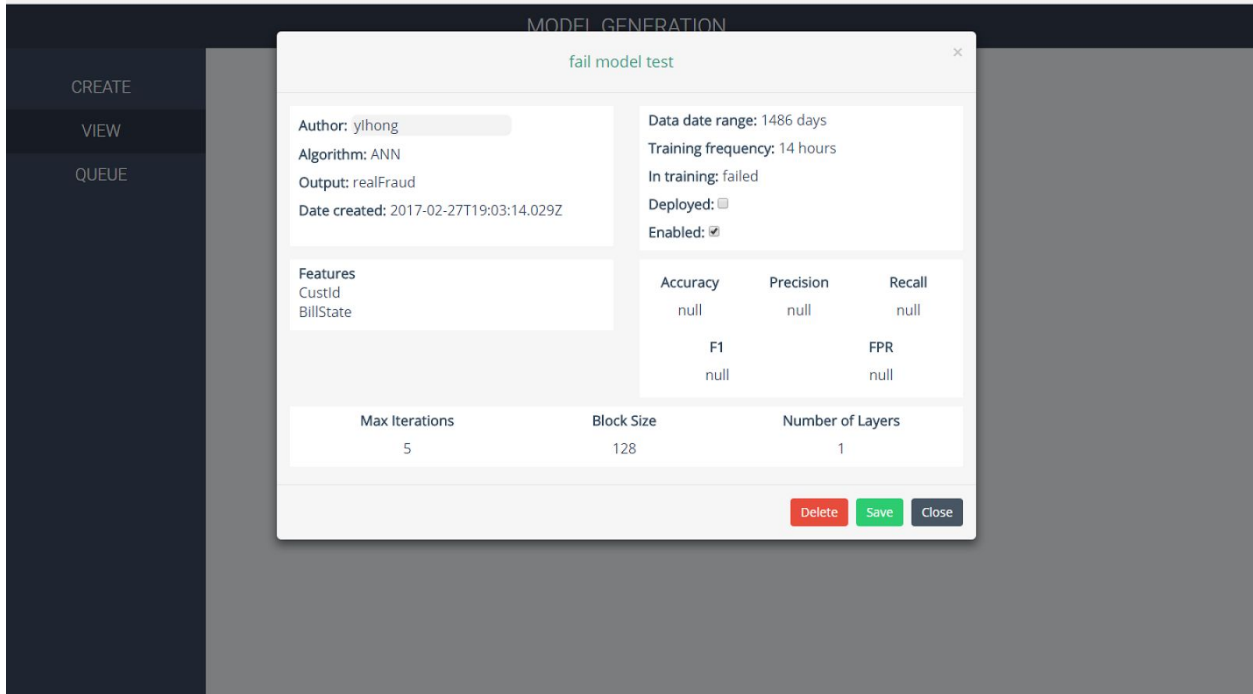 MODEL GENERATION
CREATE
VIEW
QUEUE
fail model test
×
Author: ylhong
Algorithm: ANN
Output: realFraud
Date created: 2017-02-27T19:03:14.029Z
Data date range: 1486 days
Training frequency: 14 hours
In training: failed
Deployed:
Enabled:
Features
CustId
BillState
Accuracy Precision Recall
null null null
F1 FPR
null null
Max Iterations Block Size Number of Layers
5 128 1
Delete Save Close